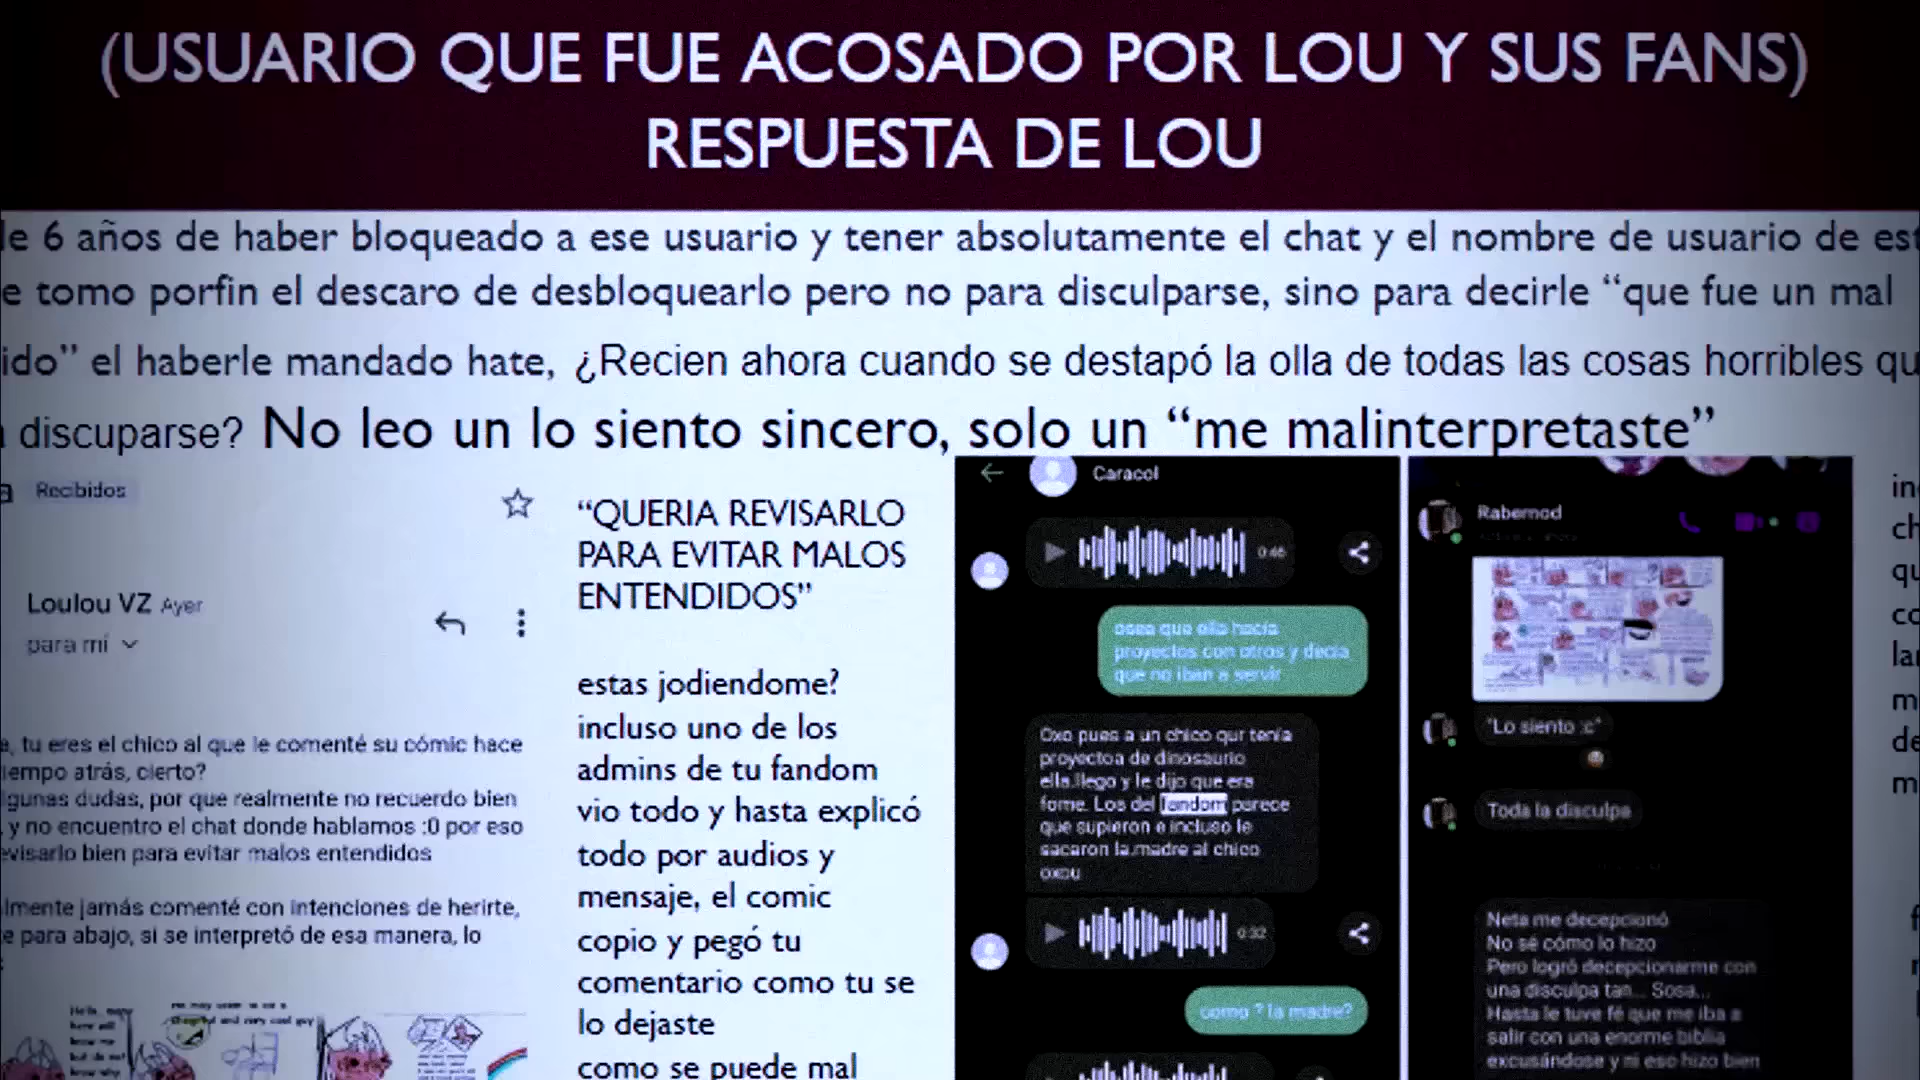 (USUARIO QUE FUE ACOSADO POR LOU Y SUS FANS)
RESPUESTA DE LOU
6 años de haber bloqueado a ese usuario y tener absolutamente el chat y el nombre de usuario de
tomo porfin el descaro de desbloquearlo pero no para disculparse, sino para decirle “que fue un mal
ido” el haberle mandado hate, ¿Recien ahora cuando se destapó la olla de todas las cosas horribles qu
discuparse? No leo un lo siento sincero, solo un “me malinterpretaste”
Recibidos
Loulou VZ Ayer
para mí
tu eres el chico al que le comenté su cómic hace
iempo atrás, cierto?
lgunas dudas, por que realmente no recuerdo bien
y no encuentro el chat donde hablamos :0 por eso
evisarlo bien para evitar malos entendidos
lmente jamás comenté con intenciones de herirte,
para abajo, si se interpretó de esa manera, lo
“QUERIA REVISARLO
PARA EVITAR MALOS
ENTENDIDOS”
estas jodiendome?
incluso uno de los
admins de tu fandom
vio todo y hasta explicó
todo por audios y
mensaje, el comic
copio y pegó tu
comentario como tu se
lo dejaste
como se puede mal
Caracol
0:46
osea que ella hacía
proyectos con otros y decía
que no iban a servir
Oxo pues a un chico qur tenía
proyectoa de dinosaurio
ella.llego y le dijo que era
fome. Los del fandom parece
que supieron e incluso le
sacaron la.madre al chico
oxou
0:32
como ? la madre?
Rabemod
"Lo siento :c"
Toda la disculpa
Neta me decepcionó
No sé cómo lo hizo
Pero logró decepcionarme con
una disculpa tan... Sosa...
Hasta le tuve fé que me iba a
salir con una enorme biblia
excusándose y ni eso hizo bien